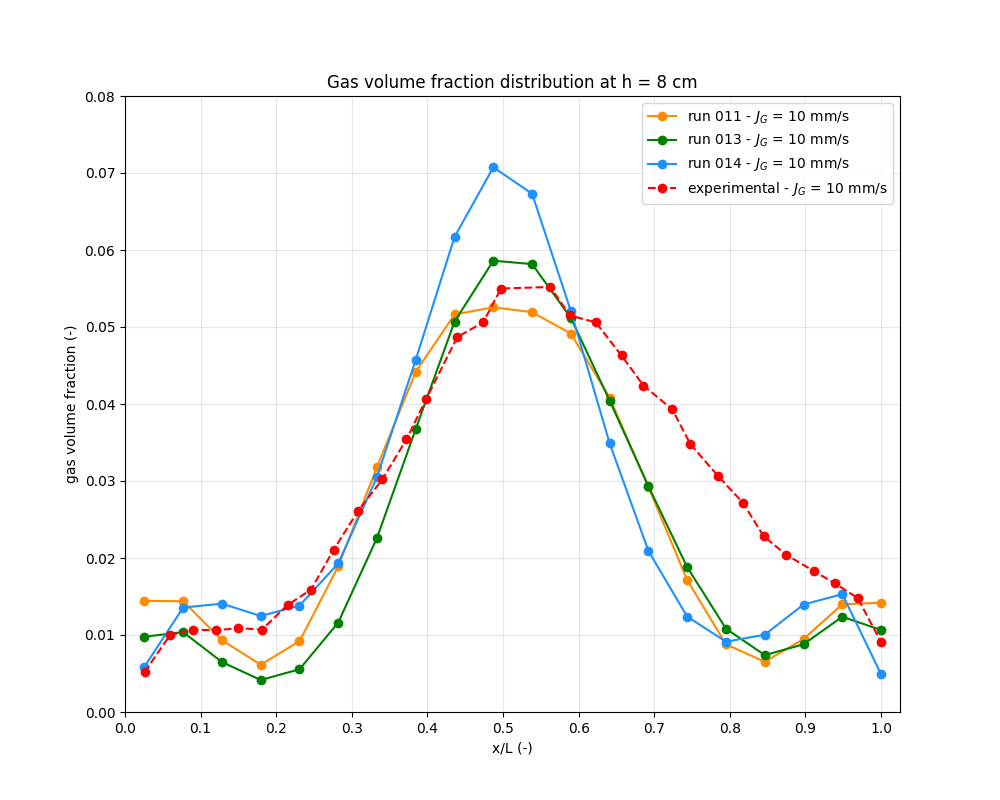 Gas volume fraction distribution at h = 8 cm
run 011 - J_G = 10 mm/s
run 013 - J_G = 10 mm/s
run 014 - J_G = 10 mm/s
experimental - J_G = 10 mm/s
gas volume fraction (-)
0.08
0.07
0.06
0.05
0.04
0.03
0.02
0.01
0.00
0.0 0.1 0.2 0.3 0.4 0.5 0.6 0.7 0.8 0.9 1.0
x/L (-)